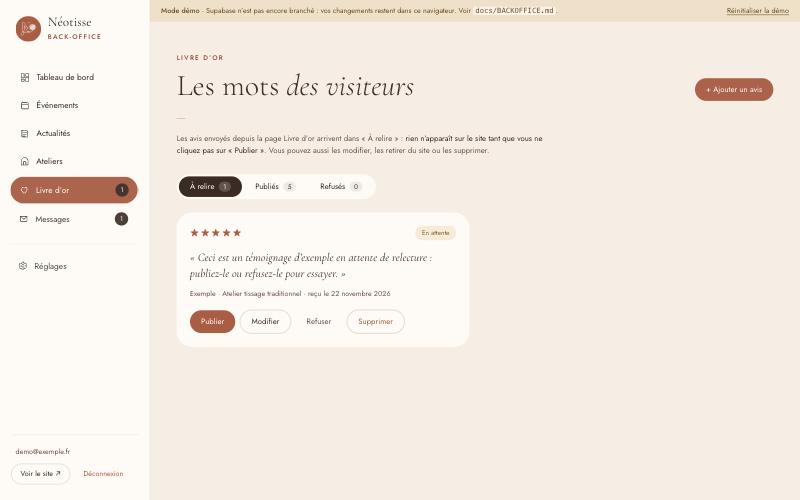 Néotisse
BACK-OFFICE
Mode démo · Supabase n'est pas encore branché : vos changements restent dans ce navigateur. Voir docs/BACKOFFICE.md.
Réinitialiser la démo
Tableau de bord
Événements
Actualités
Ateliers
Livre d'or 1
Messages 1
Réglages
demo@exemple.fr
Voir le site ↗
Déconnexion
LIVRE D'OR
Les mots des visiteurs
+ Ajouter un avis
Les avis envoyés depuis la page Livre d'or arrivent dans « À relire » : rien n'apparaît sur le site tant que vous ne
cliquez pas sur « Publier ». Vous pouvez aussi les modifier, les retirer du site ou les supprimer.
À relire 1 Publiés 5 Refusés 0
★★★★★ En attente
« Ceci est un témoignage d'exemple en attente de relecture :
publiez-le ou refusez-le pour essayer. »
Exemple · Atelier tissage traditionnel · reçu le 22 novembre 2026
Publier Modifier Refuser Supprimer